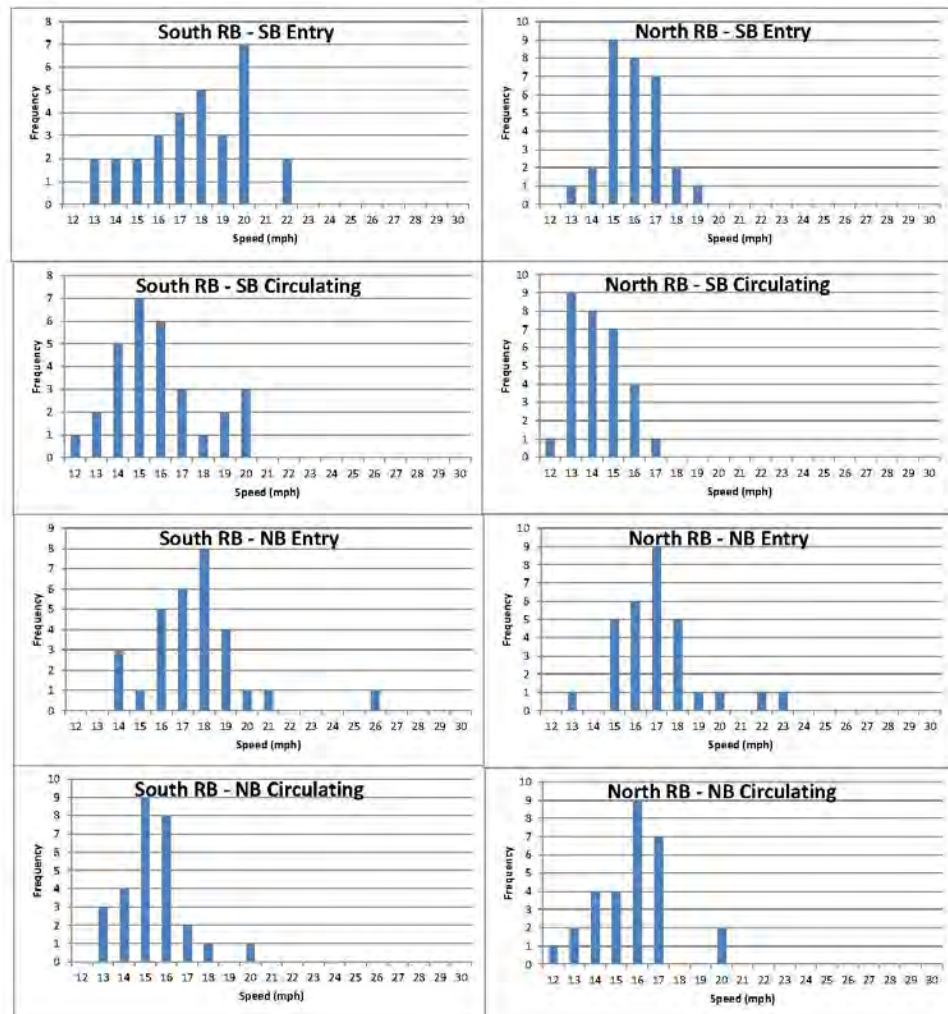 South RB - SB Entry
Frequency
8
7
6
5
4
3
2
1
0
12 13 14 15 16 17 18 19 20 21 22 23 24 25 26 27 28 29 30
Speed (mph)
North RB - SB Entry
Frequency
10
9
8
7
6
5
4
3
2
1
0
12 13 14 15 16 17 18 19 20 21 22 23 24 25 26 27 28 29 30
Speed (mph)
South RB - SB Circulating
Frequency
8
7
6
5
4
3
2
1
0
12 13 14 15 16 17 18 19 20 21 22 23 24 25 26 27 28 29 30
Speed (mph)
North RB - SB Circulating
Frequency
10
9
8
7
6
5
4
3
2
1
0
12 13 14 15 16 17 18 19 20 21 22 23 24 25 26 27 28 29 30
Speed (mph)
South RB - NB Entry
Frequency
9
8
7
6
5
4
3
2
1
0
12 13 14 15 16 17 18 19 20 21 22 23 24 25 26 27 28 29 30
Speed (mph)
North RB - NB Entry
Frequency
10
9
8
7
6
5
4
3
2
1
0
12 13 14 15 16 17 18 19 20 21 22 23 24 25 26 27 28 29 30
Speed (mph)
South RB - NB Circulating
Frequency
10
9
8
7
6
5
4
3
2
1
0
12 13 14 15 16 17 18 19 20 21 22 23 24 25 26 27 28 29 30
Speed (mph)
North RB - NB Circulating
Frequency
10
9
8
7
6
5
4
3
2
1
0
12 13 14 15 16 17 18 19 20 21 22 23 24 25 26 27 28 29 30
Speed (mph)